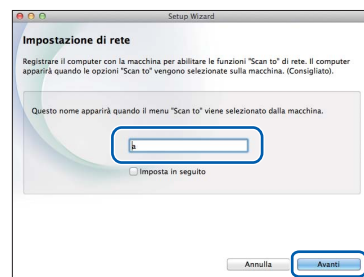 Setup Wizard
Impostazione di rete
Registrare il computer con la macchina per abilitare le funzioni "Scan to" di rete. Il computer
apparirà quando le opzioni "Scan to" vengono selezionate sulla macchina. (Consigliato).
Questo nome apparirà quando il menu "Scan to" viene selezionato dalla macchina.
a
Imposta in seguito
Annulla
Avanti